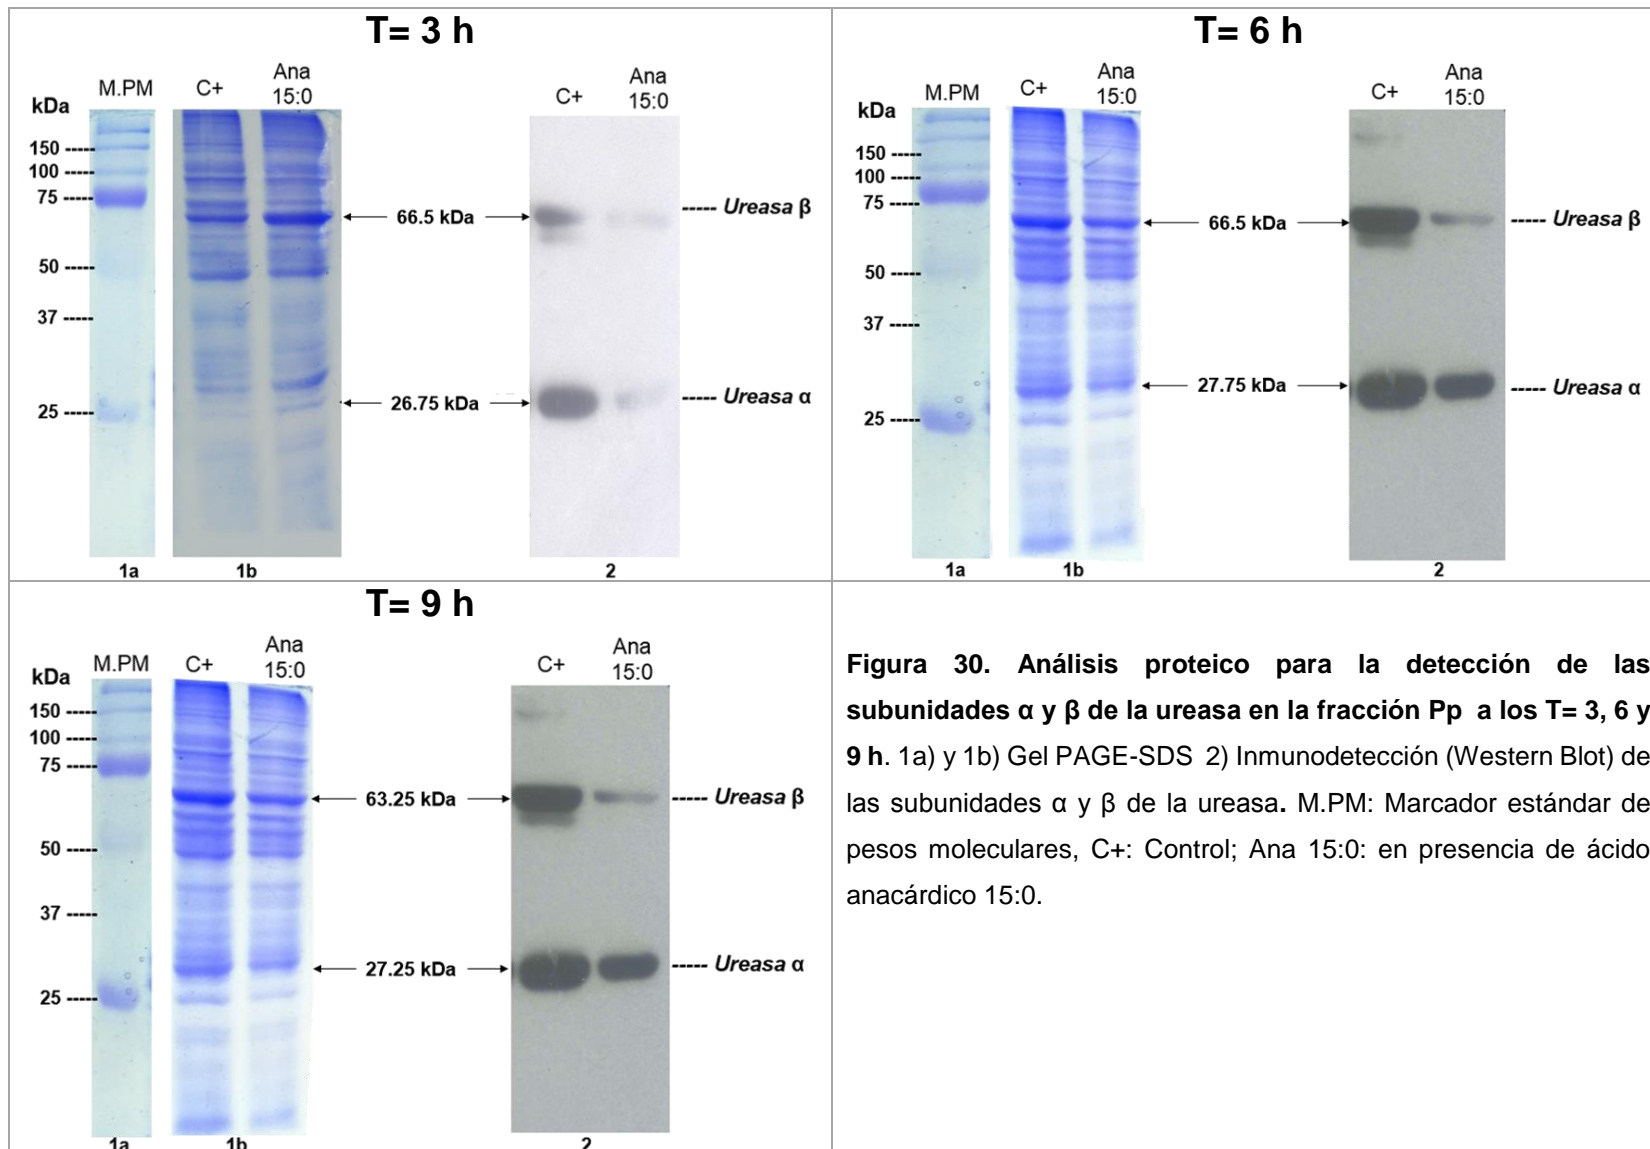 T= 3 h
M.PM C+ Ana 15:0 C+ Ana 15:0
kDa
150 -----
100 -----
75 -----
66.5 kDa
----- Ureasa β
50 -----
37 -----
26.75 kDa
----- Ureasa α
25 -----
1a 1b 2
T= 6 h
M.PM C+ Ana 15:0 C+ Ana 15:0
kDa
150 -----
100 -----
75 -----
66.5 kDa
----- Ureasa β
50 -----
37 -----
27.75 kDa
----- Ureasa α
25 -----
1a 1b 2
T= 9 h
M.PM C+ Ana 15:0 C+ Ana 15:0
kDa
150 -----
100 -----
75 -----
63.25 kDa
----- Ureasa β
50 -----
37 -----
27.25 kDa
----- Ureasa α
25 -----
1a 1b 2
Figura 30. Análisis proteico para la detección de las
subunidades α y β de la ureasa en la fracción Pp a los T= 3, 6 y
9 h. 1a) y 1b) Gel PAGE-SDS 2) Inmunodetección (Western Blot) de
las subunidades α y β de la ureasa. M.PM: Marcador estándar de
pesos moleculares, C+: Control; Ana 15:0: en presencia de ácido
anacárdico 15:0.